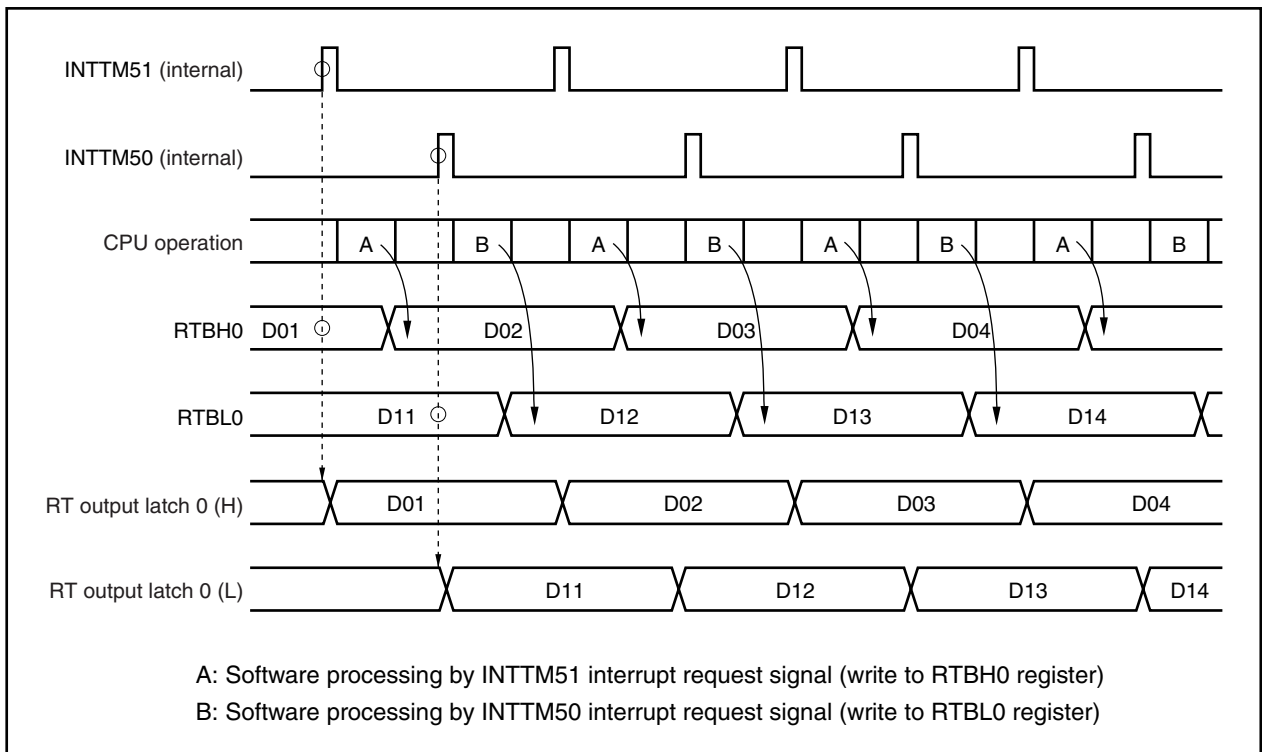 INTTM51 (internal)
INTTM50 (internal)
CPU operation A B A B A B A B
RTBH0 D01 D02 D03 D04
RTBL0 D11 D12 D13 D14
RT output latch 0 (H) D01 D02 D03 D04
RT output latch 0 (L) D11 D12 D13 D14
A: Software processing by INTTM51 interrupt request signal (write to RTBH0 register)
B: Software processing by INTTM50 interrupt request signal (write to RTBL0 register)